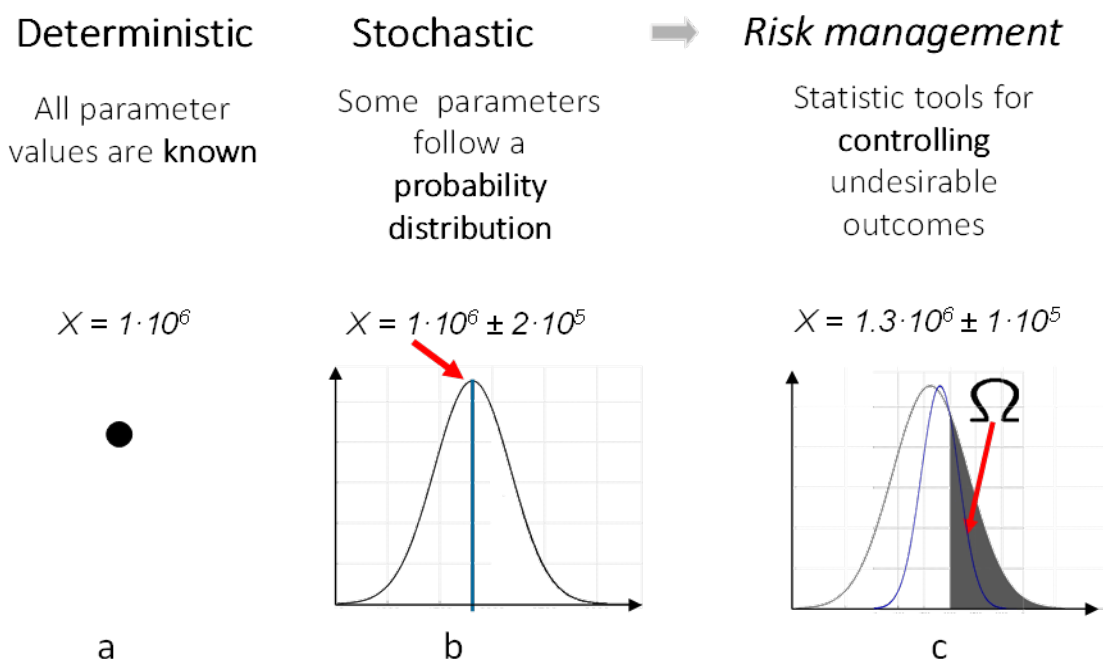 Deterministic
All parameter
values are known
X = 1·10⁶
a
Stochastic
Some parameters
follow a
probability
distribution
X = 1·10⁶ ± 2·10⁵
b
Risk management
Statistic tools for
controlling
undesirable
outcomes
X = 1.3·10⁶ ± 1·10⁵
Ω
c